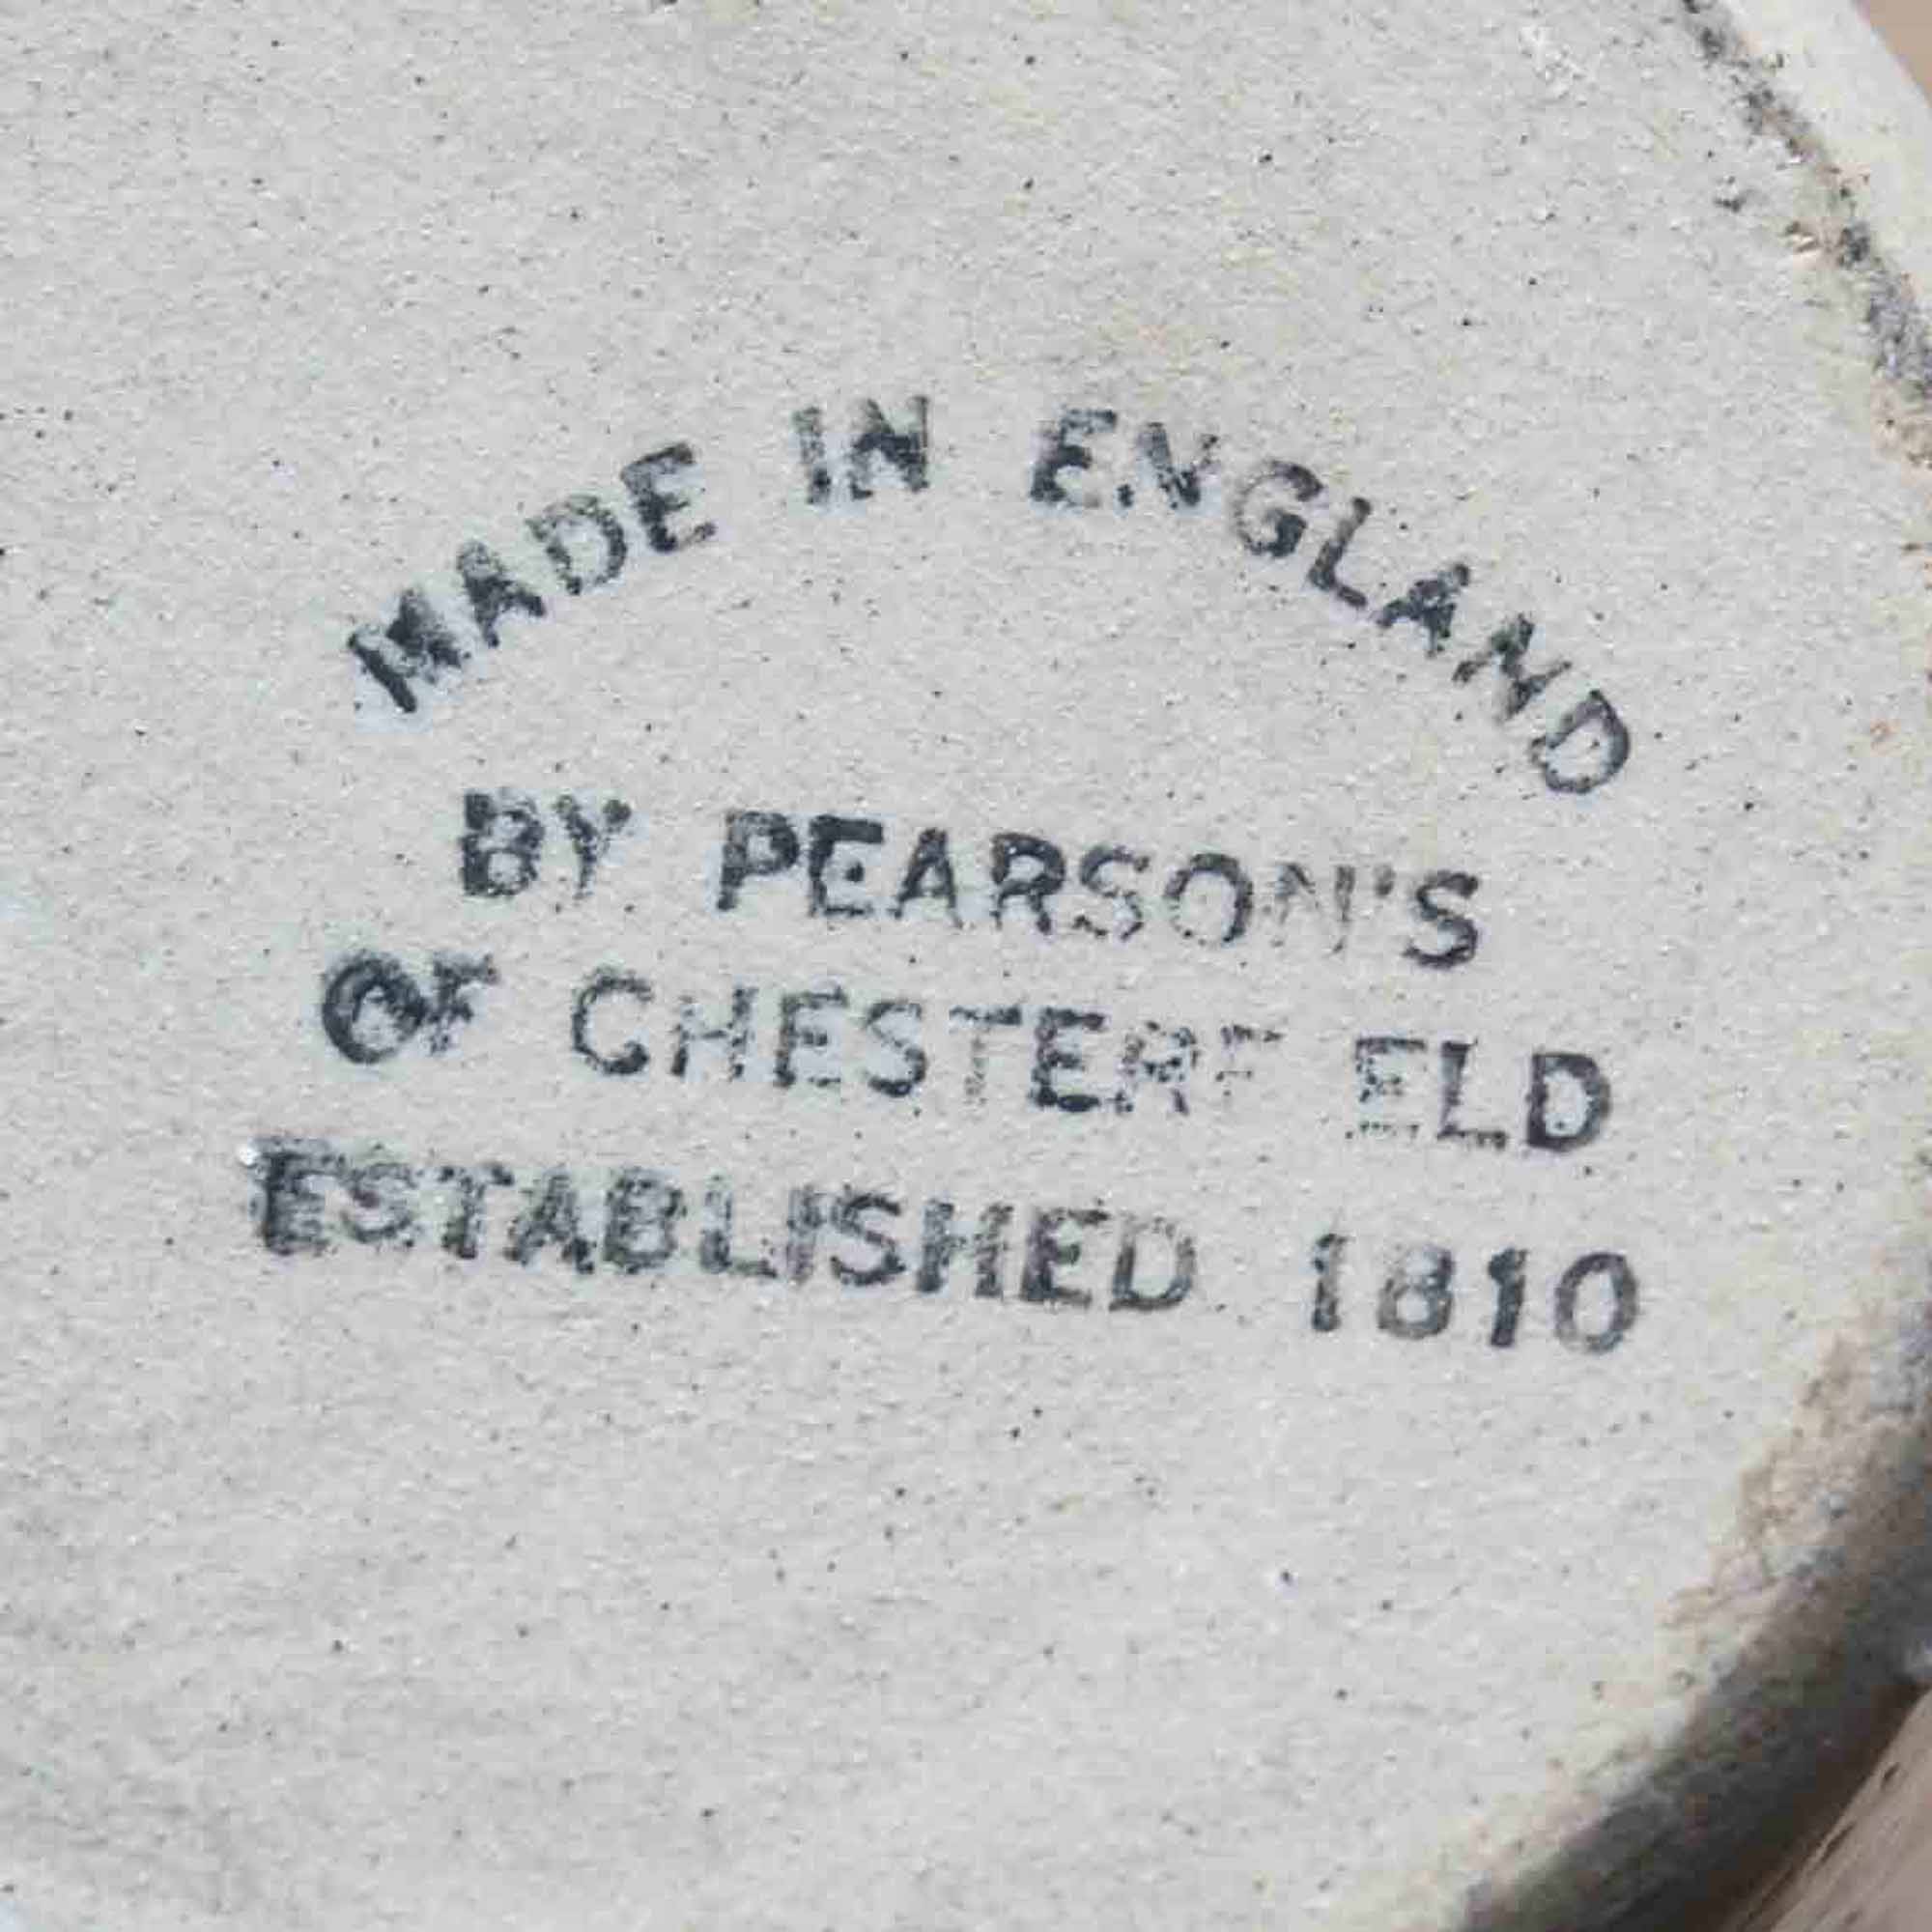 MADE IN ENGLAND
BY PEARSON'S
OF CHESTERF ELD
ESTABLISHED 1810